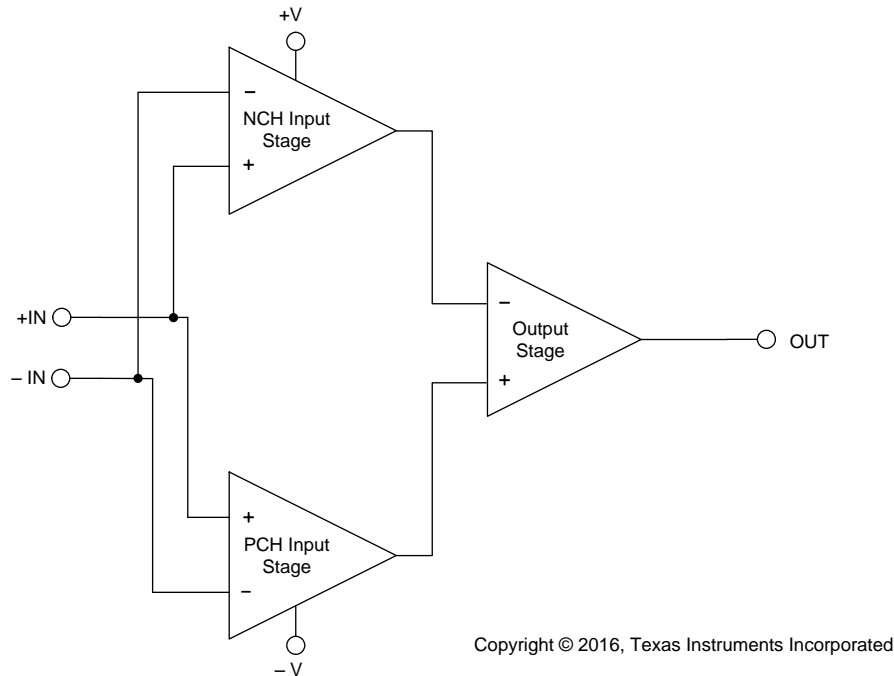 +V
−
NCH Input
Stage
+
+IN
− IN
−
Output
Stage
+
OUT
+
PCH Input
Stage
−
− V
Copyright © 2016, Texas Instruments Incorporated